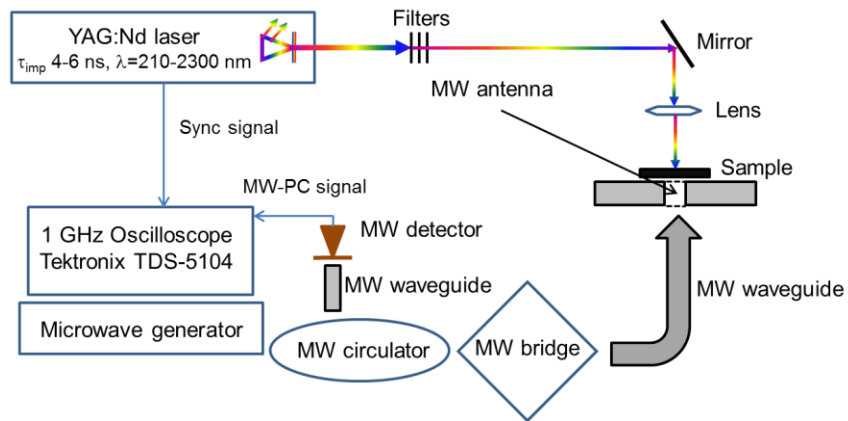 YAG:Nd laser
τimp 4-6 ns, λ=210-2300 nm
Filters
Mirror
MW antenna
Lens
Sync signal
Sample
MW-PC signal
1 GHz Oscilloscope
Tektronix TDS-5104
MW detector
MW waveguide
MW waveguide
Microwave generator
MW circulator
MW bridge